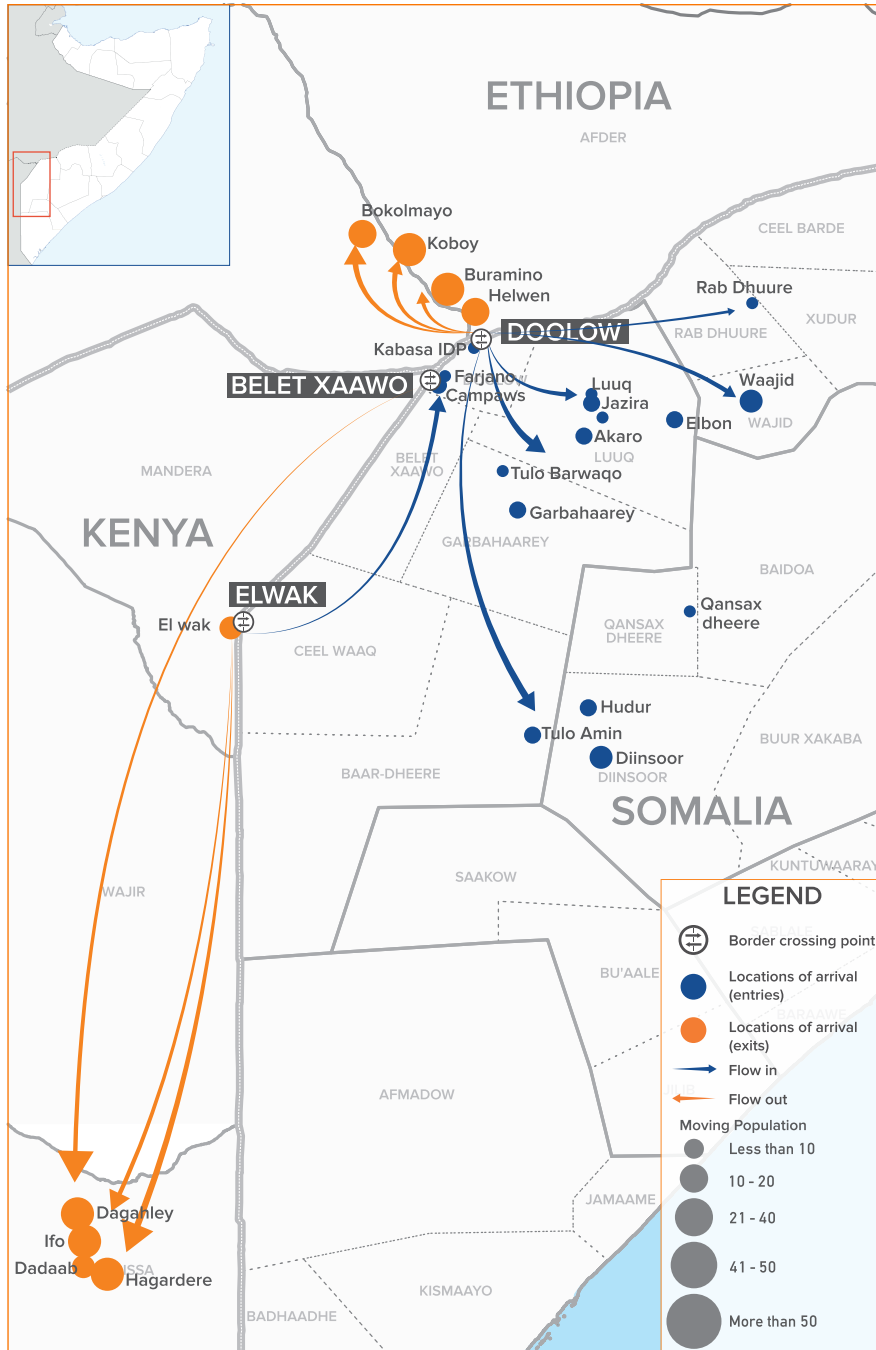 ETHIOPIA
AFDER
Bokolmayo
Koboy
CEEL BARDE
Buramino
Helwen
Rab Dhuure
XUDUR
DOOLOW
RAB DHUURE
Kabasa IDP
BELET XAAWO
Farjano
Campaws
Luuq
Jazira
Waajid
Elbon
WAJID
Akaro
LUUQ
BELET
XAAWO
MANDERA
Tulo Barwaqo
Garbahaarey
KENYA
GARBAHAAREY
BAIDOA
ELWAK
El wak
Qansax
dheere
QANSAX
DHEERE
CEEL WAAQ
Hudur
Tulo Amin
BUUR XAKABA
Diinsoor
DIINSOOR
BAAR-DHEERE
SOMALIA
KUNTUWAARAY
SAAKOW
WAJIR
LEGEND
Border crossing point
SABLALE
BU'AALE
Locations of arrival
(entries)
BARAAWE
Locations of arrival
(exits)
Flow in
AFMADOW
JILIB
Flow out
Moving Population
Less than 10
10 - 20
JAMAAME
Dagahley
21 - 40
Ifo
Dadaab
ISSA
Hagardere
41 - 50
KISMAAYO
BADHAADHE
More than 50